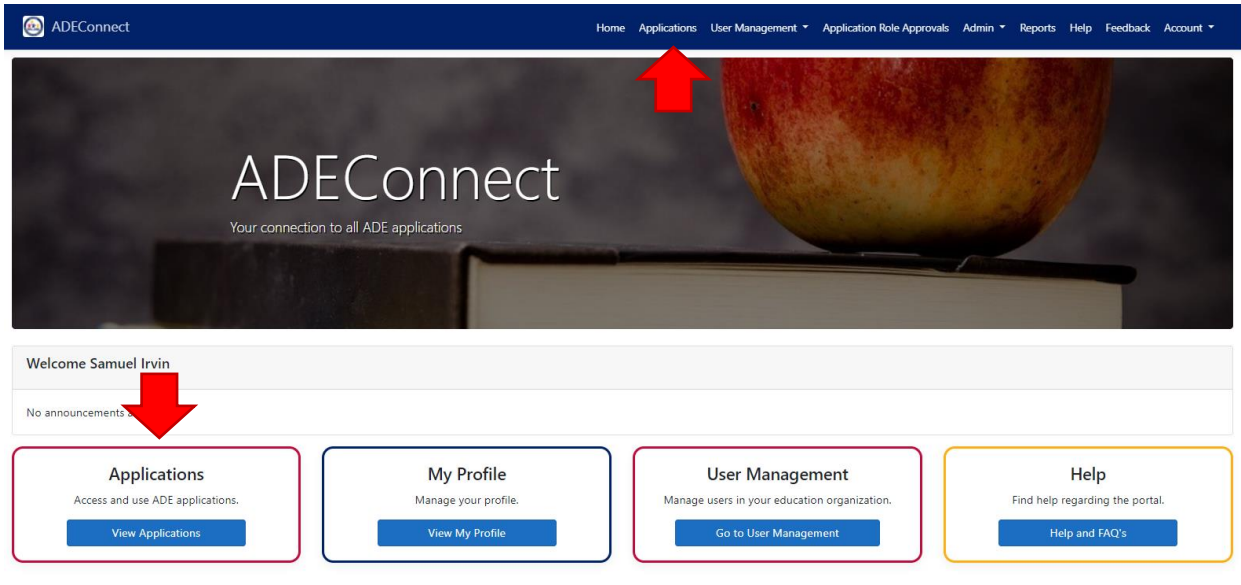 ADEConnect
Home Applications User Management Application Role Approvals Admin Reports Help Feedback Account
ADEConnect
Your connection to all ADE applications
Welcome Samuel Irvin
No announcements
Applications
Access and use ADE applications.
View Applications
My Profile
Manage your profile.
View My Profile
User Management
Manage users in your education organization.
Go to User Management
Help
Find help regarding the portal.
Help and FAQ's